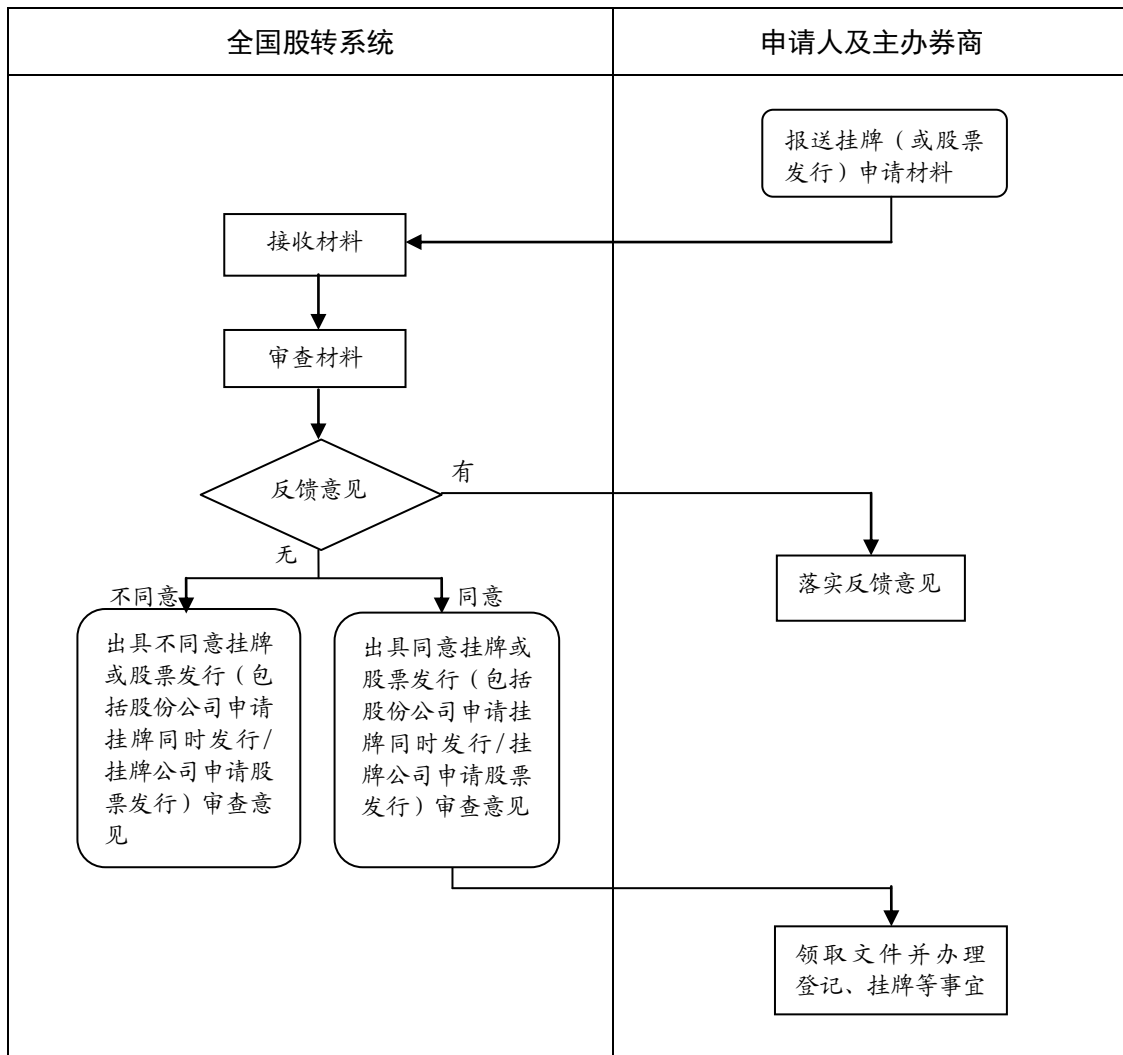 全国股转系统
申请人及主办券商
报送挂牌（或股票
发行）申请材料
接收材料
审查材料
反馈意见
有
无
落实反馈意见
不同意
同意
出具不同意挂牌
或股票发行（包
括股份公司申请
挂牌同时发行/
挂牌公司申请股
票发行）审查意
见
出具同意挂牌或
股票发行（包括
股份公司申请挂
牌同时发行/挂
牌公司申请股票
发行）审查意见
领取文件并办理
登记、挂牌等事宜